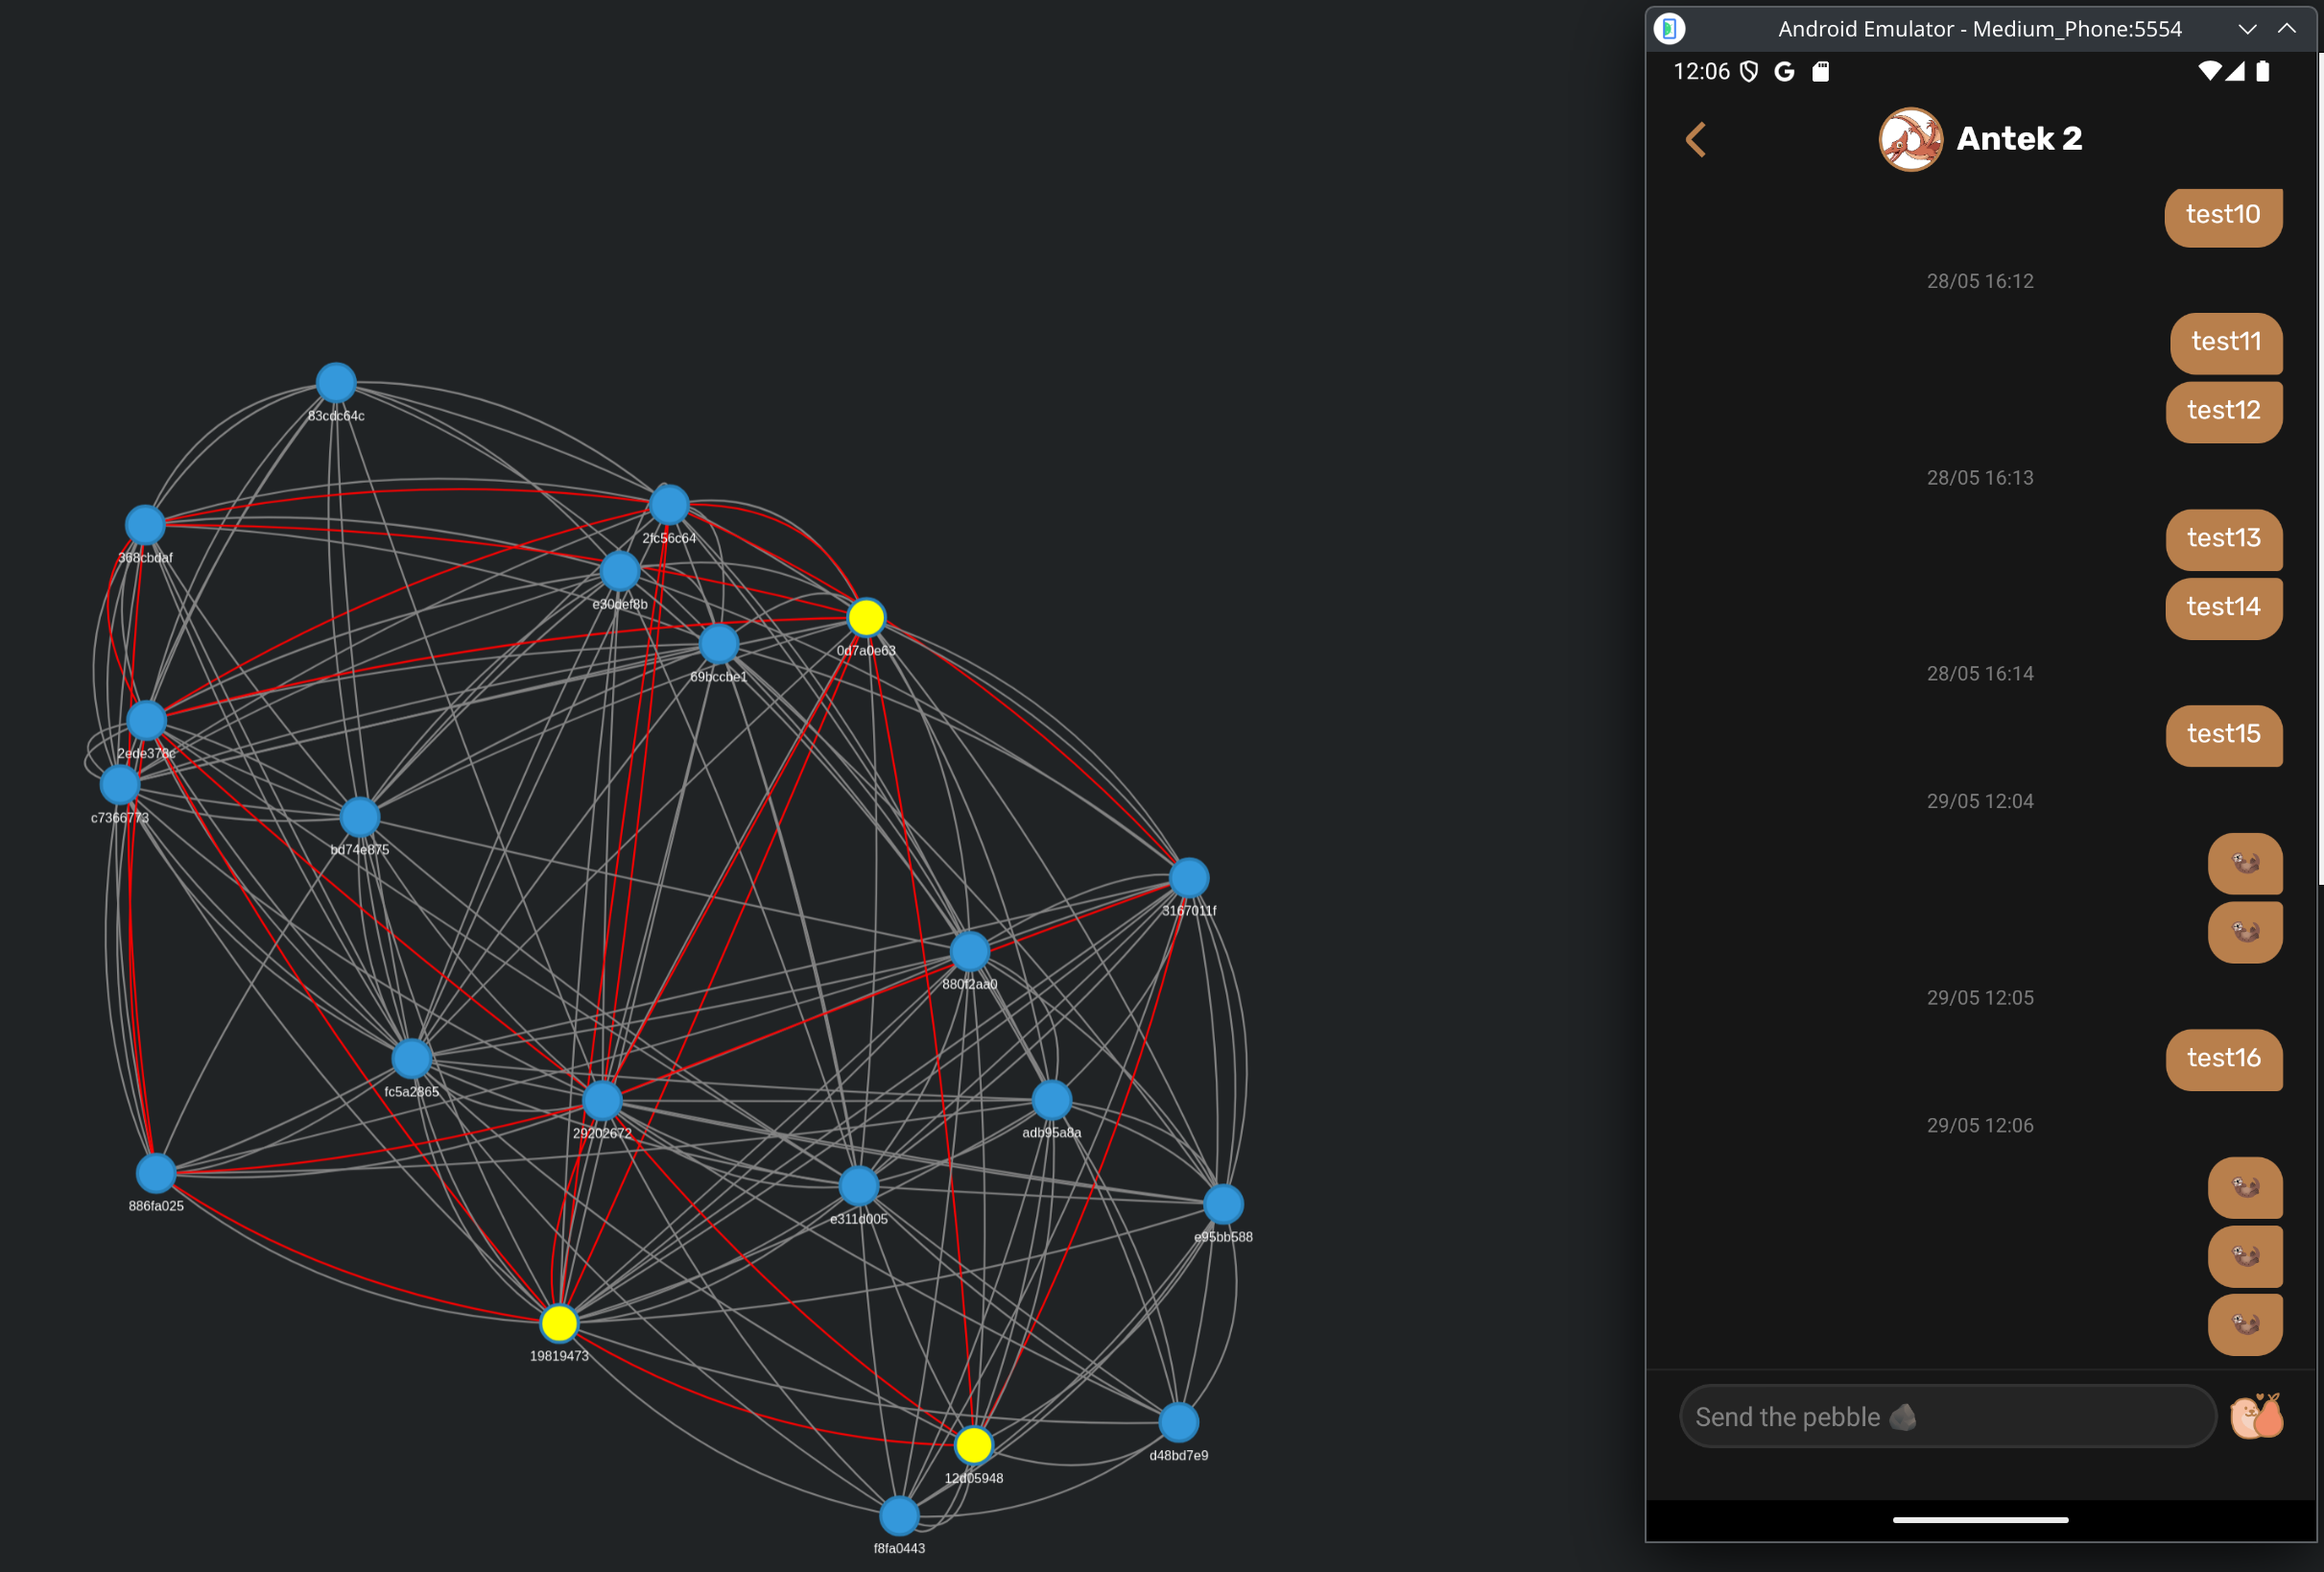 83cdc64c
368cbdaf
2fc56c64
e30def8b
0d7a0e63
69bccbe1
2ede378c
c7366773
bd74e875
3167011f
880f2aa0
fc5a2865
29202672
adb95a8a
886fa025
e311d005
e95bb588
19819473
d48bd7e9
12d05948
f8fa0443
Android Emulator - Medium_Phone:5554
12:06
Antek 2
test10
28/05 16:12
test11
test12
28/05 16:13
test13
test14
28/05 16:14
test15
29/05 12:04
🦦
🦦
29/05 12:05
test16
29/05 12:06
🦦
🦦
🦦
Send the pebble 🪨